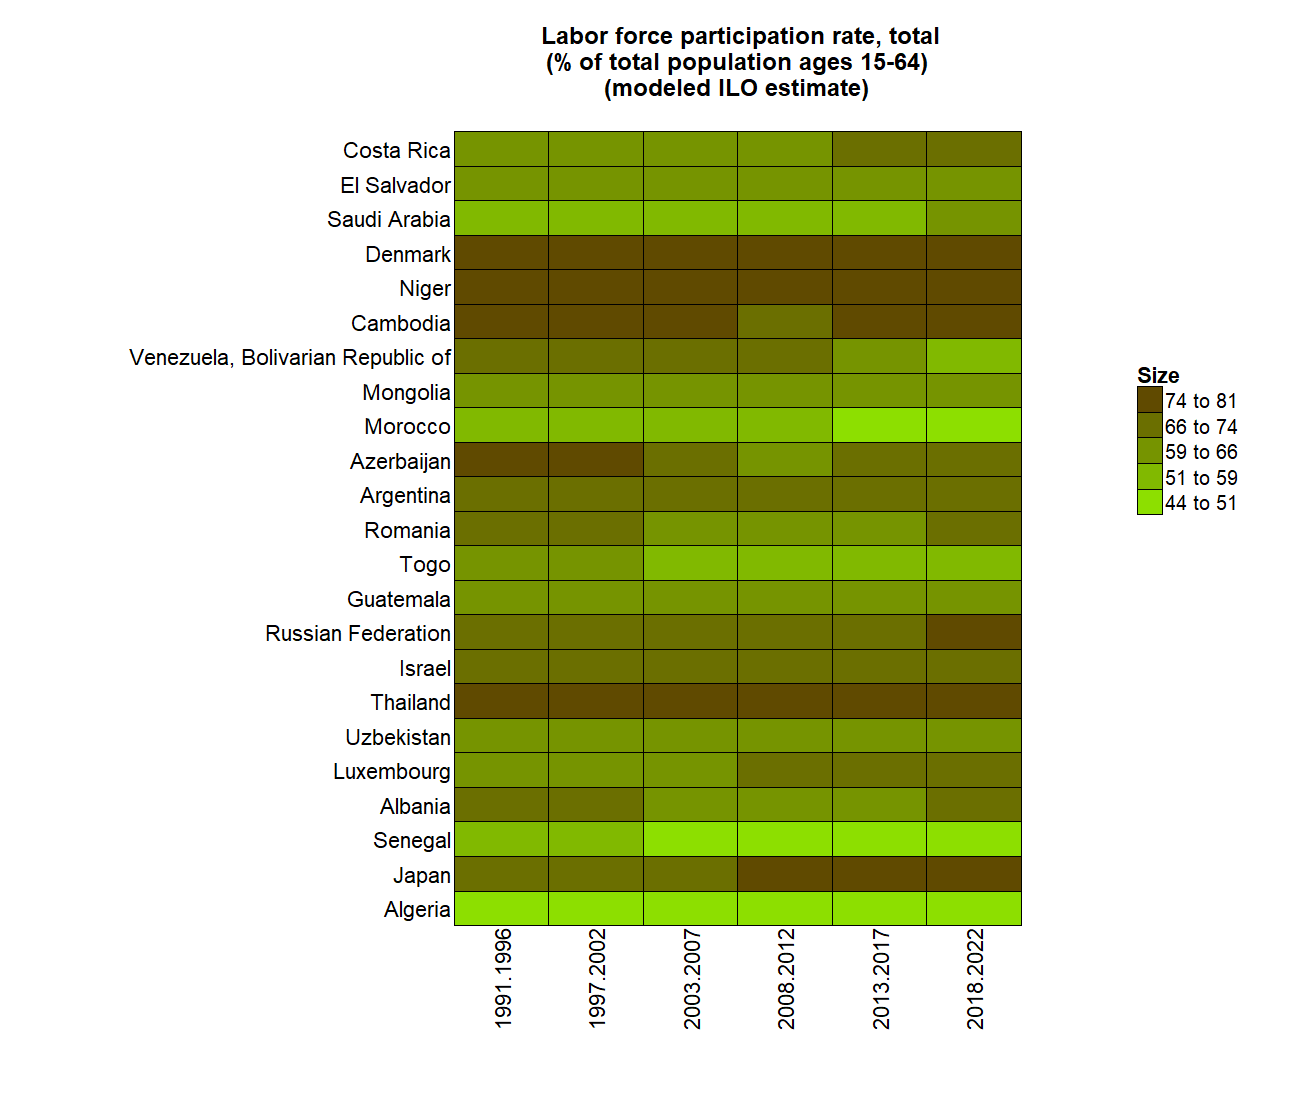 Labor force participation rate, total
(% of total population ages 15-64)
(modeled ILO estimate)
Costa Rica
El Salvador
Saudi Arabia
Denmark
Niger
Cambodia
Venezuela, Bolivarian Republic of
Mongolia
Morocco
Azerbaijan
Argentina
Romania
Togo
Guatemala
Russian Federation
Israel
Thailand
Uzbekistan
Luxembourg
Albania
Senegal
Japan
Algeria
1991.1996
1997.2002
2003.2007
2008.2012
2013.2017
2018.2022
Size
74 to 81
66 to 74
59 to 66
51 to 59
44 to 51